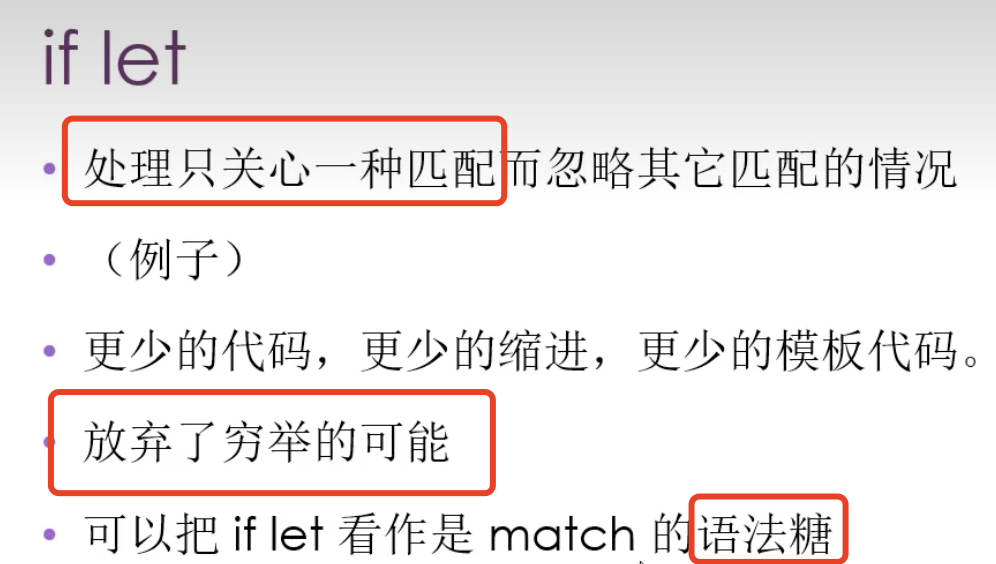 if let
处理只关心一种匹配而忽略其它匹配的情况
（例子）
更少的代码，更少的缩进，更少的模板代码。
放弃了穷举的可能
可以把 if let 看作是 match 的语法糖